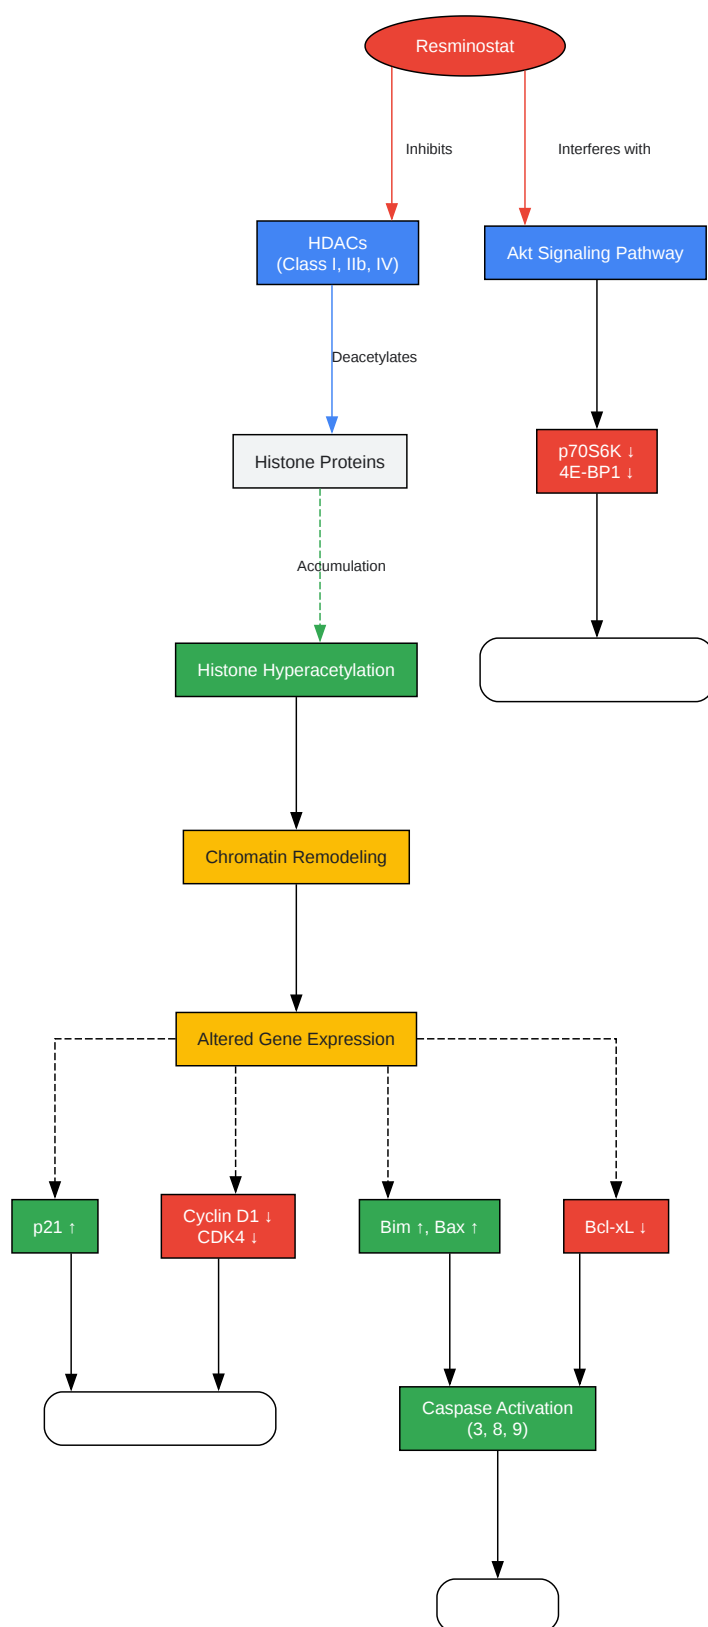 Resminostat
Inhibits
Interferes with
HDACs
(Class I, IIb, IV)
Akt Signaling Pathway
Deacetylates
p70S6K ↓
4E-BP1 ↓
Histone Proteins
Accumulation
Histone Hyperacetylation
Chromatin Remodeling
Altered Gene Expression
p21 ↑
Cyclin D1 ↓
CDK4 ↓
Bim ↑, Bax ↑
Bcl-xL ↓
Caspase Activation
(3, 8, 9)